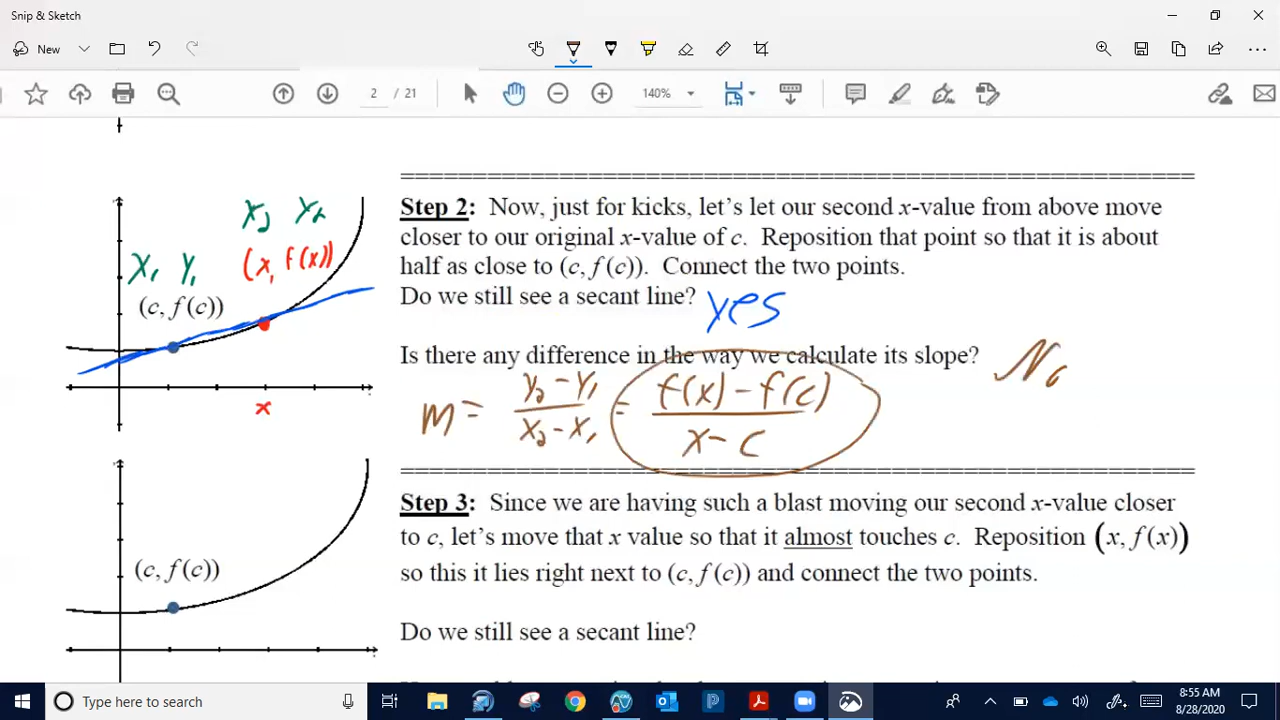 Snip & Sketch
New
2 / 21
140%
==========================================================
X₂ Y₂
(x, f(x))
X₁ Y₁
(c, f(c))
x
Step 2: Now, just for kicks, let's let our second x-value from above move
closer to our original x-value of c. Reposition that point so that it is about
half as close to (c, f(c)). Connect the two points.
Do we still see a secant line? yes
Is there any difference in the way we calculate its slope? No
m = y₂ - y₁ / x₂ - x₁ = f(x) - f(c) / x - c
==========================================================
(c, f(c))
Step 3: Since we are having such a blast moving our second x-value closer
to c, let's move that x value so that it almost touches c. Reposition (x, f(x))
so this it lies right next to (c, f(c)) and connect the two points.
Do we still see a secant line?
Type here to search
8:55 AM
8/28/2020